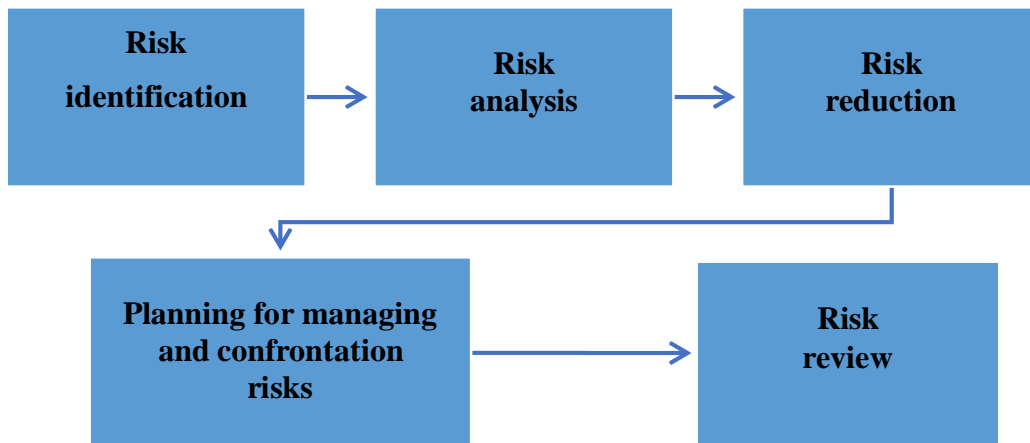 Risk
identification
Risk
analysis
Risk
reduction
Planning for managing
and confrontation
risks
Risk
review